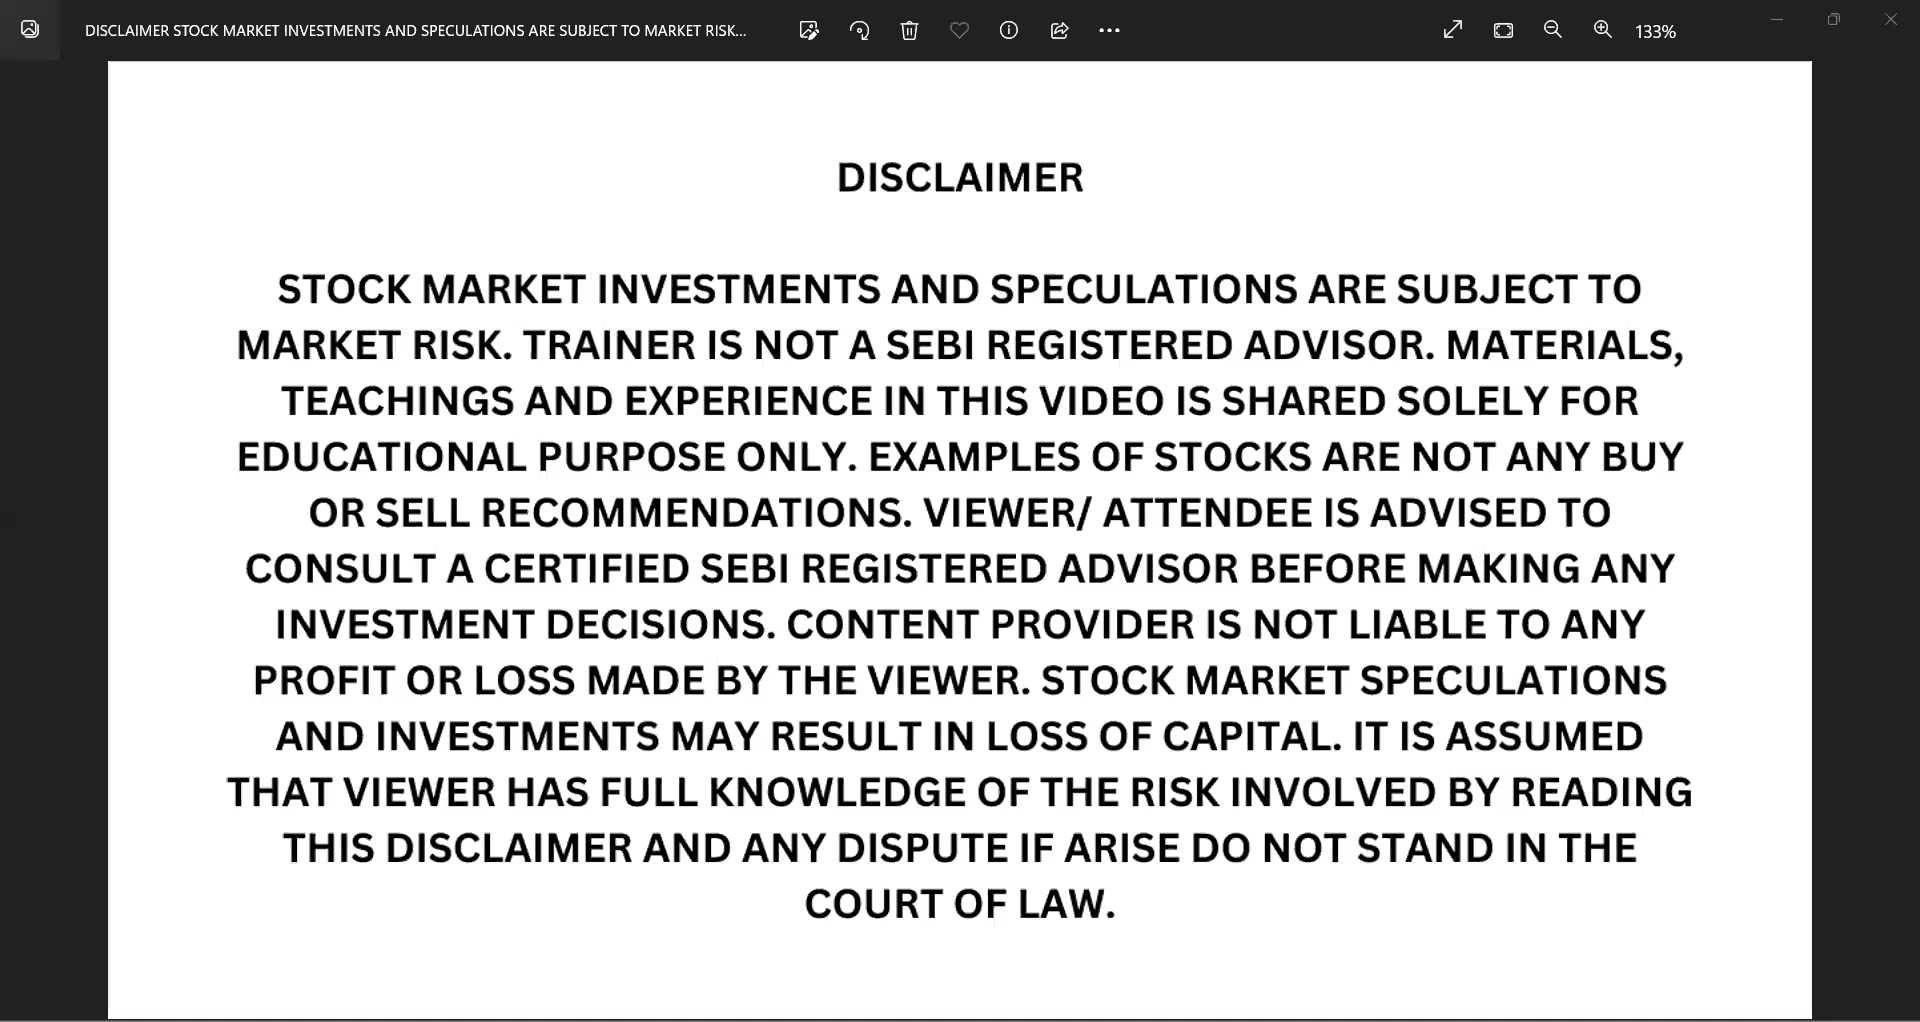 DISCLAIMER STOCK MARKET INVESTMENTS AND SPECULATIONS ARE SUBJECT TO MARKET RISK...
133%
DISCLAIMER
STOCK MARKET INVESTMENTS AND SPECULATIONS ARE SUBJECT TO
MARKET RISK. TRAINER IS NOT A SEBI REGISTERED ADVISOR. MATERIALS,
TEACHINGS AND EXPERIENCE IN THIS VIDEO IS SHARED SOLELY FOR
EDUCATIONAL PURPOSE ONLY. EXAMPLES OF STOCKS ARE NOT ANY BUY
OR SELL RECOMMENDATIONS. VIEWER/ ATTENDEE IS ADVISED TO
CONSULT A CERTIFIED SEBI REGISTERED ADVISOR BEFORE MAKING ANY
INVESTMENT DECISIONS. CONTENT PROVIDER IS NOT LIABLE TO ANY
PROFIT OR LOSS MADE BY THE VIEWER. STOCK MARKET SPECULATIONS
AND INVESTMENTS MAY RESULT IN LOSS OF CAPITAL. IT IS ASSUMED
THAT VIEWER HAS FULL KNOWLEDGE OF THE RISK INVOLVED BY READING
THIS DISCLAIMER AND ANY DISPUTE IF ARISE DO NOT STAND IN THE
COURT OF LAW.